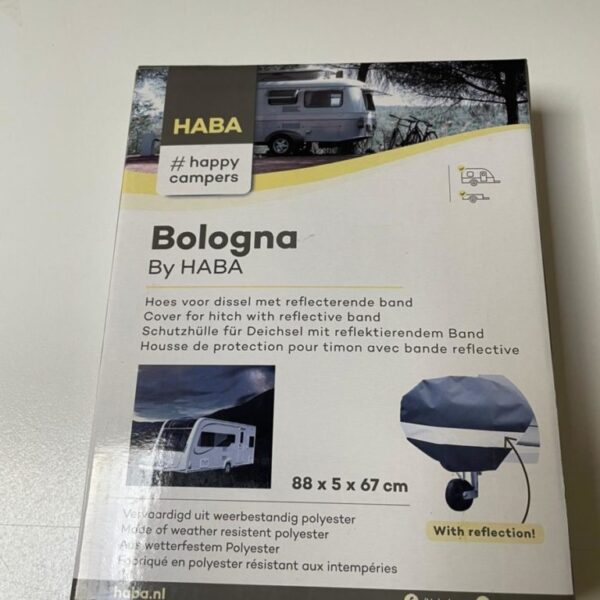 HABA
# happy
campers
Bologna
By HABA
Hoes voor dissel met reflecterende band
Cover for hitch with reflective band
Schutzhülle für Deichsel mit reflektierendem Band
Housse de protection pour timon avec bande reflective
88 x 5 x 67 cm
With reflection!
Vervaardigd uit weerbestandig polyester
Made of weather resistent polyester
Aus wetterfestem Polyester
Fabriqué en polyester résistant aux intempéries
haba.nl